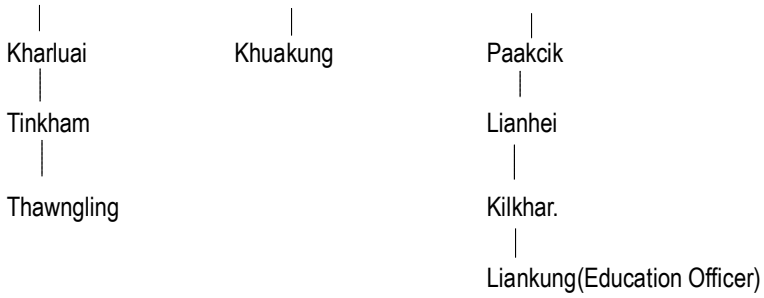 Kharluai Khuakung Paakcik
Tinkham Lianhei
Thawngling Kilkhar.
Liankung(Education Officer)